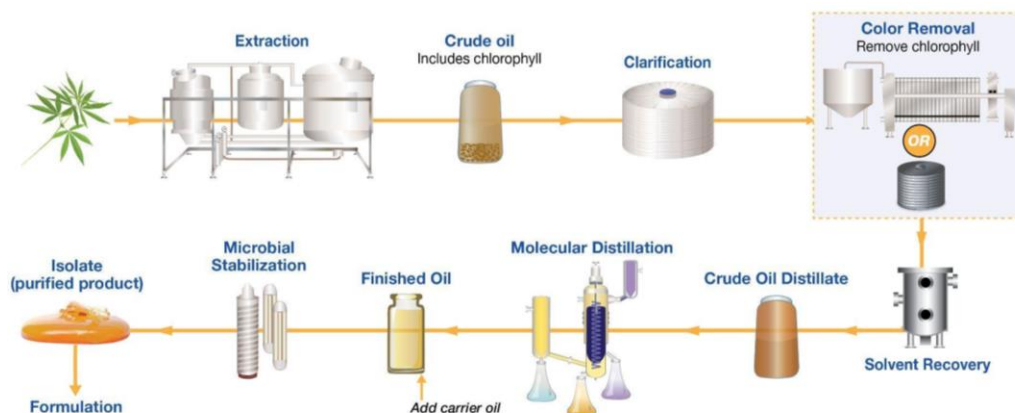 Extraction
Crude oil
Includes chlorophyll
Clarification
Color Removal
Remove chlorophyll
OR
Solvent Recovery
Crude Oil Distillate
Molecular Distillation
Finished Oil
Add carrier oil
Microbial
Stabilization
Isolate
(purified product)
Formulation